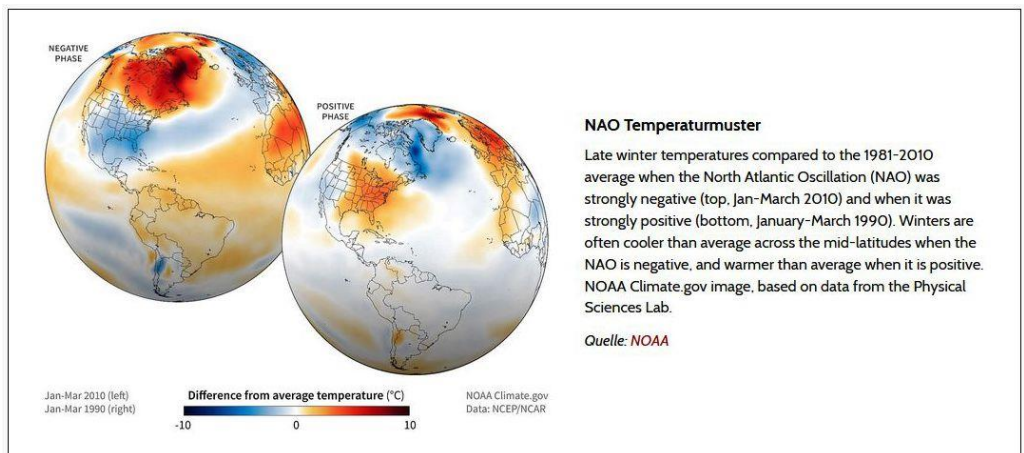 NEGATIVE
PHASE
POSITIVE
PHASE
Jan-Mar 2010 (left)
Jan-Mar 1990 (right)
Difference from average temperature (°C)
-10 0 10
NOAA Climate.gov
Data: NCEP/NCAR
NAO Temperaturmuster
Late winter temperatures compared to the 1981-2010
average when the North Atlantic Oscillation (NAO) was
strongly negative (top, Jan-March 2010) and when it was
strongly positive (bottom, January-March 1990). Winters are
often cooler than average across the mid-latitudes when the
NAO is negative, and warmer than average when it is positive.
NOAA Climate.gov image, based on data from the Physical
Sciences Lab.
Quelle: NOAA